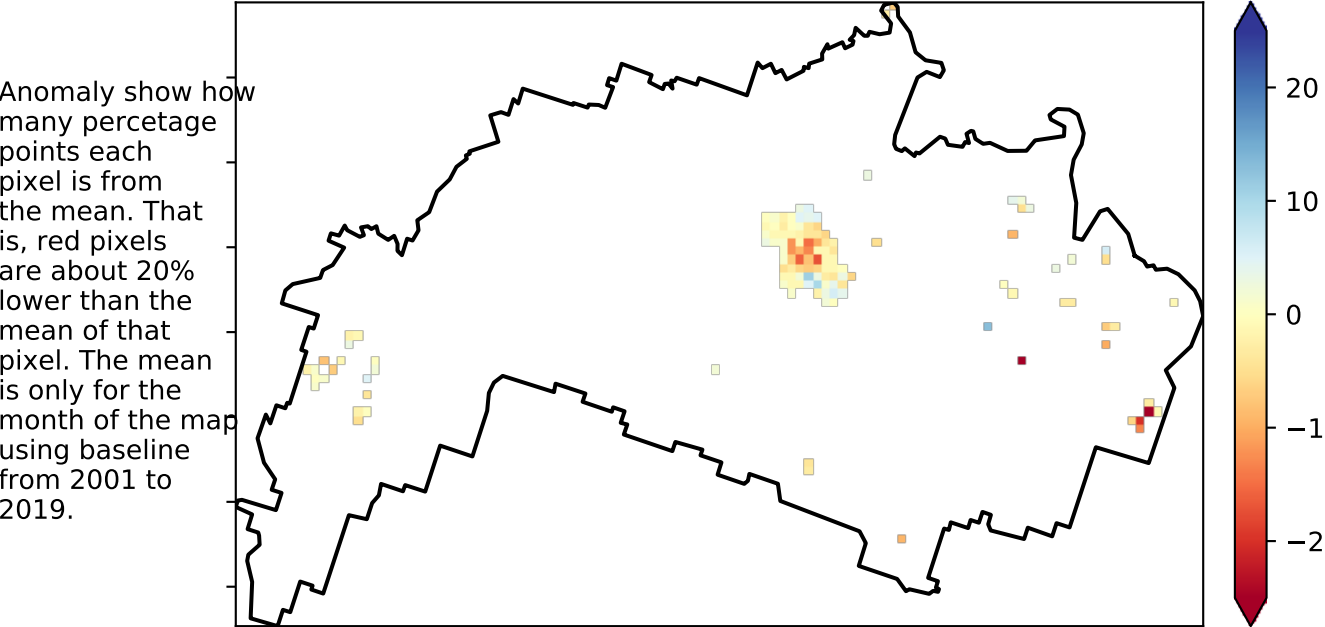 Anomaly show how
many percetage
points each
pixel is from
the mean. That
is, red pixels
are about 20%
lower than the
mean of that
pixel. The mean
is only for the
month of the map
using baseline
from 2001 to
2019.
20
10
0
−1
−2